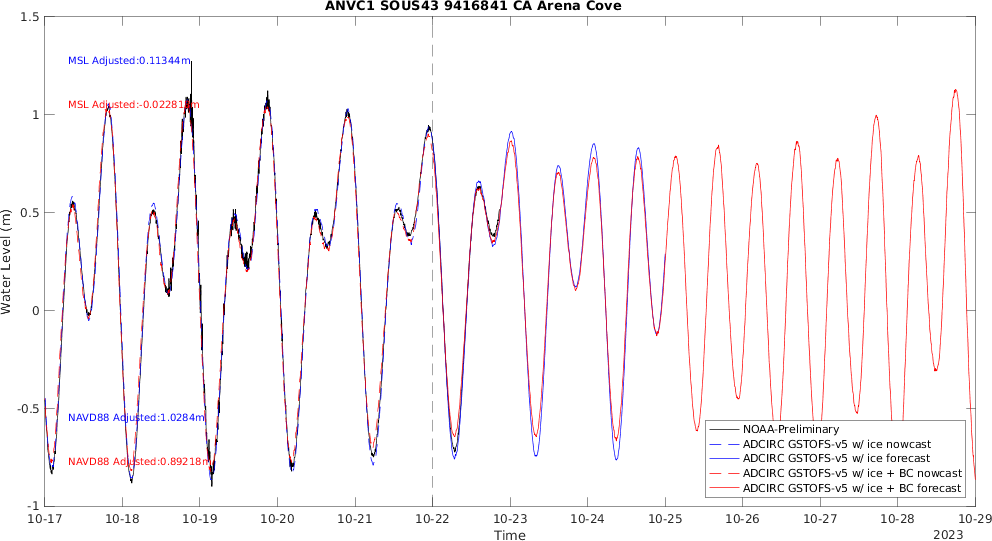 ANVC1 SOUS43 9416841 CA Arena Cove
1.5
MSL Adjusted:0.11344m
MSL Adjusted:-0.02281m
1
0.5
Water Level (m)
0
-0.5
NAVD88 Adjusted:1.0284m
NAVD88 Adjusted:0.89218m
-1
NOAA-Preliminary
ADCIRC GSTOFS-v5 w/ ice nowcast
ADCIRC GSTOFS-v5 w/ ice forecast
ADCIRC GSTOFS-v5 w/ ice + BC nowcast
ADCIRC GSTOFS-v5 w/ ice + BC forecast
10-17 10-18 10-19 10-20 10-21 10-22 10-23 10-24 10-25 10-26 10-27 10-28 10-29
Time
2023